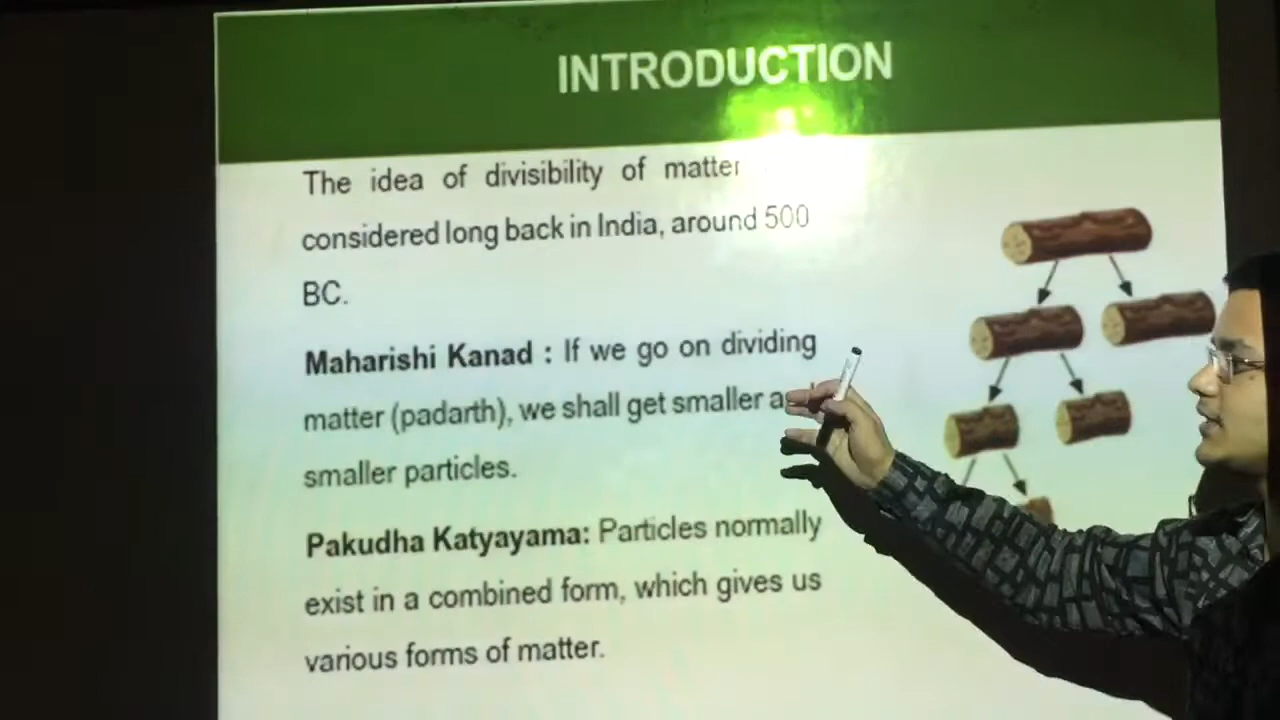 INTRODUCTION
The idea of divisibility of matter
considered long back in India, around 500
BC.
Maharishi Kanad : If we go on dividing
matter (padarth), we shall get smaller
smaller particles.
Pakudha Katyayama: Particles normally
exist in a combined form, which gives us
various forms of matter.